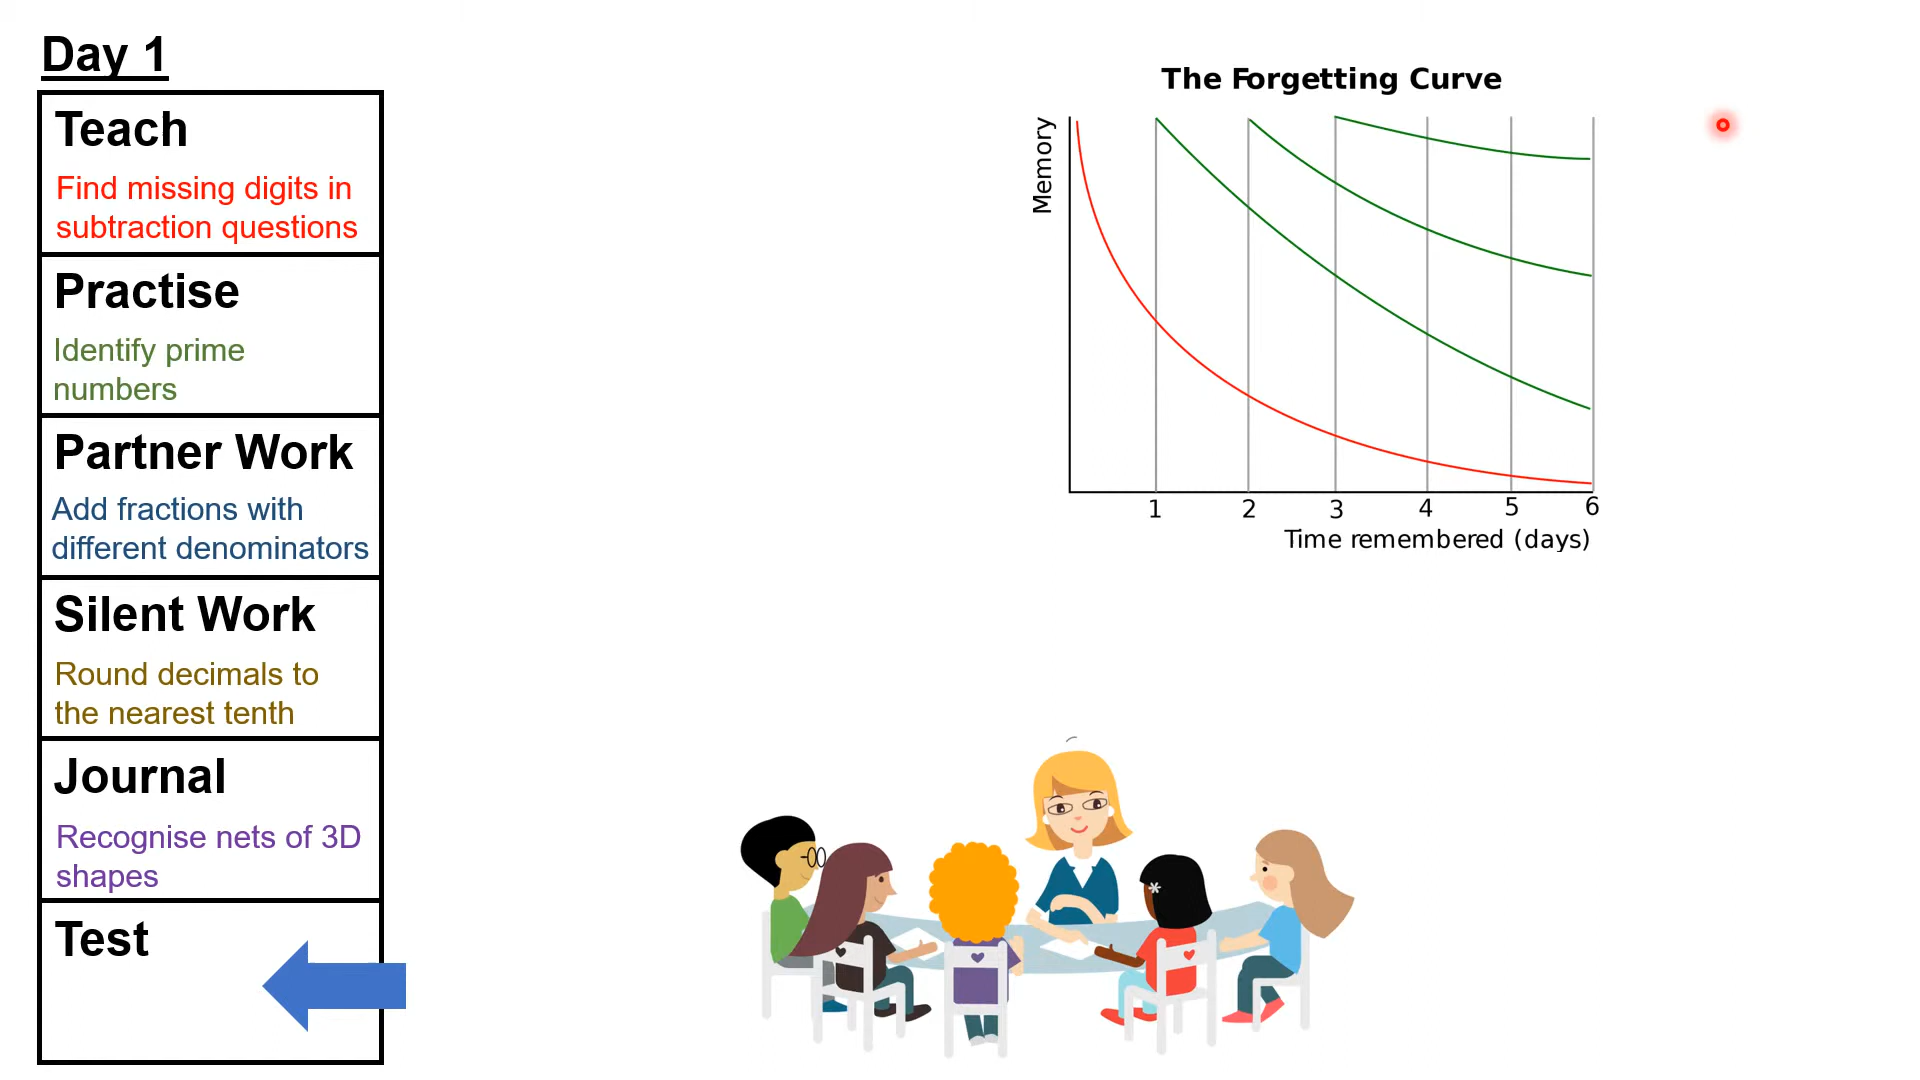 Day 1
Teach
Find missing digits in
subtraction questions
Practise
Identify prime
numbers
Partner Work
Add fractions with
different denominators
Silent Work
Round decimals to
the nearest tenth
Journal
Recognise nets of 3D
shapes
Test
The Forgetting Curve
Memory
1 2 3 4 5 6
Time remembered (days)